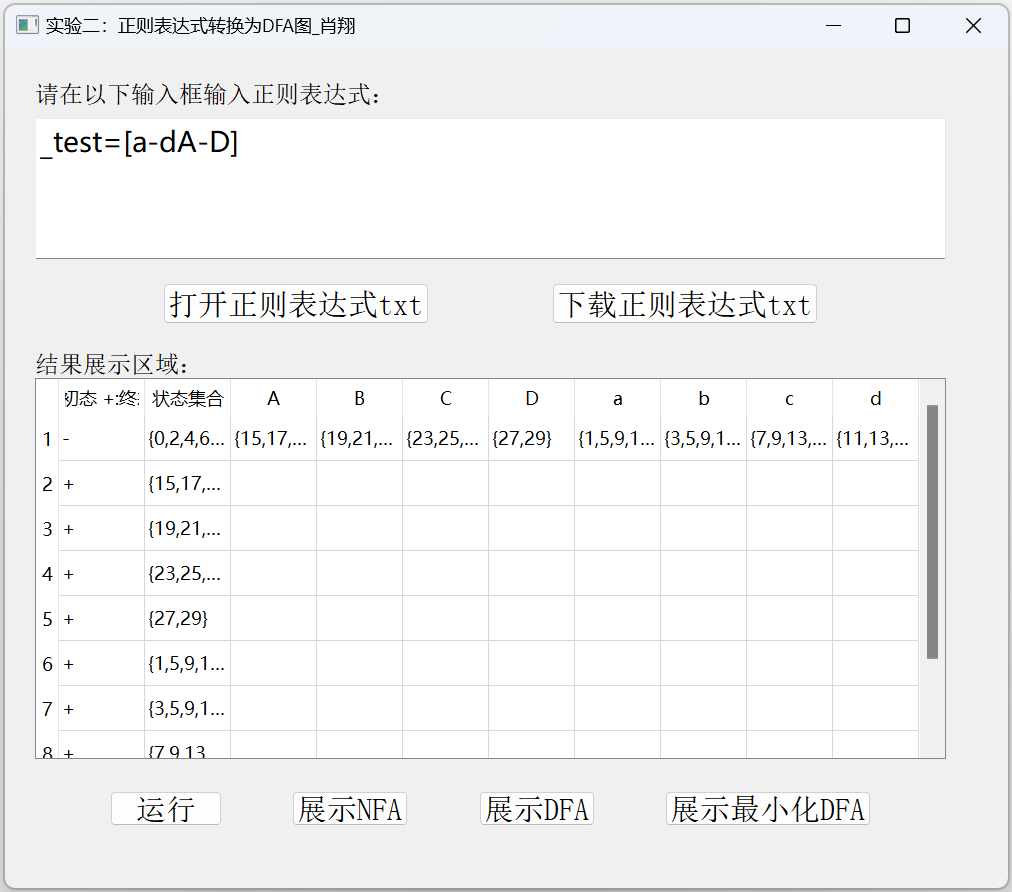 实验二：正则表达式转换为DFA图_肖翔
请在以下输入框输入正则表达式：
_test=[a-dA-D]
打开正则表达式txt 下载正则表达式txt
结果展示区域：
初态 +:终 状态集合 A B C D a b c d
1 - {0,2,4,6... {15,17,... {19,21,... {23,25,... {27,29} {1,5,9,1... {3,5,9,1... {7,9,13,... {11,13,...
2 + {15,17,...
3 + {19,21,...
4 + {23,25,...
5 + {27,29}
6 + {1,5,9,1...
7 + {3,5,9,1...
8 + {7,9,13
运行 展示NFA 展示DFA 展示最小化DFA